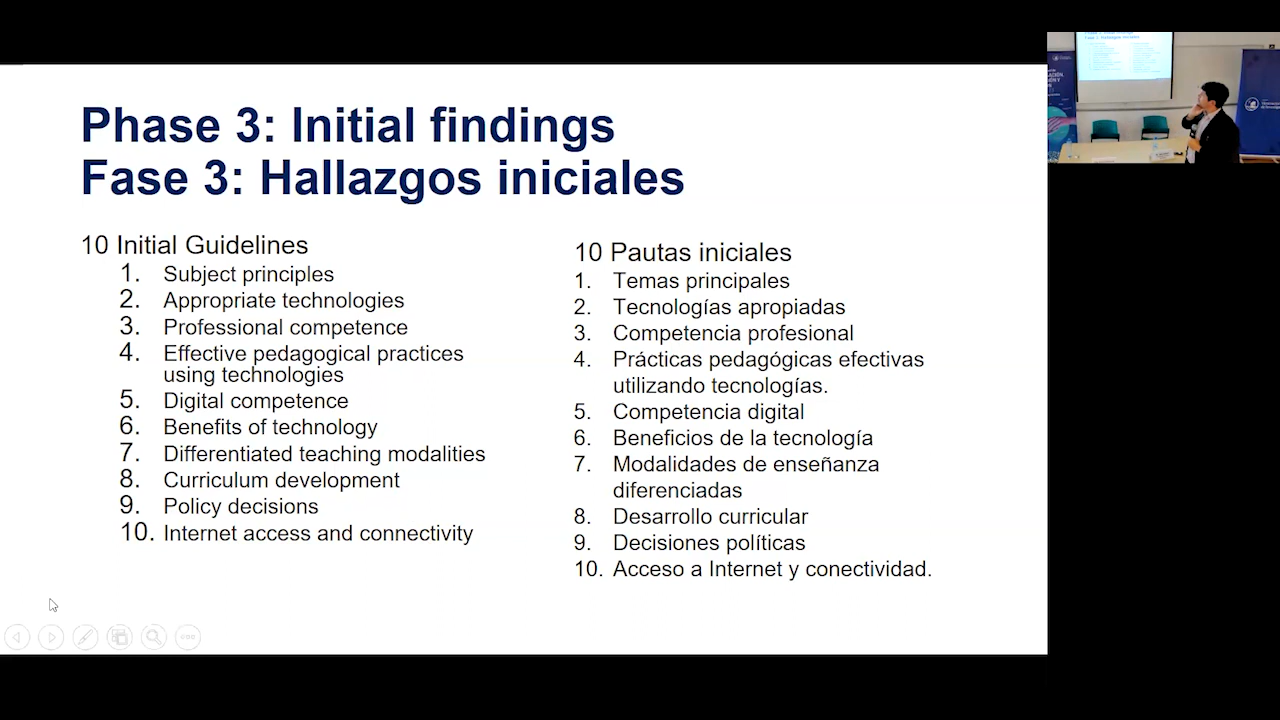 Phase 3: Initial findings
Fase 3: Hallazgos iniciales
10 Initial Guidelines
1. Subject principles
2. Appropriate technologies
3. Professional competence
4. Effective pedagogical practices
using technologies
5. Digital competence
6. Benefits of technology
7. Differentiated teaching modalities
8. Curriculum development
9. Policy decisions
10. Internet access and connectivity
10 Pautas iniciales
1. Temas principales
2. Tecnologías apropiadas
3. Competencia profesional
4. Prácticas pedagógicas efectivas
utilizando tecnologías.
5. Competencia digital
6. Beneficios de la tecnología
7. Modalidades de enseñanza
diferenciadas
8. Desarrollo curricular
9. Decisiones políticas
10. Acceso a Internet y conectividad.